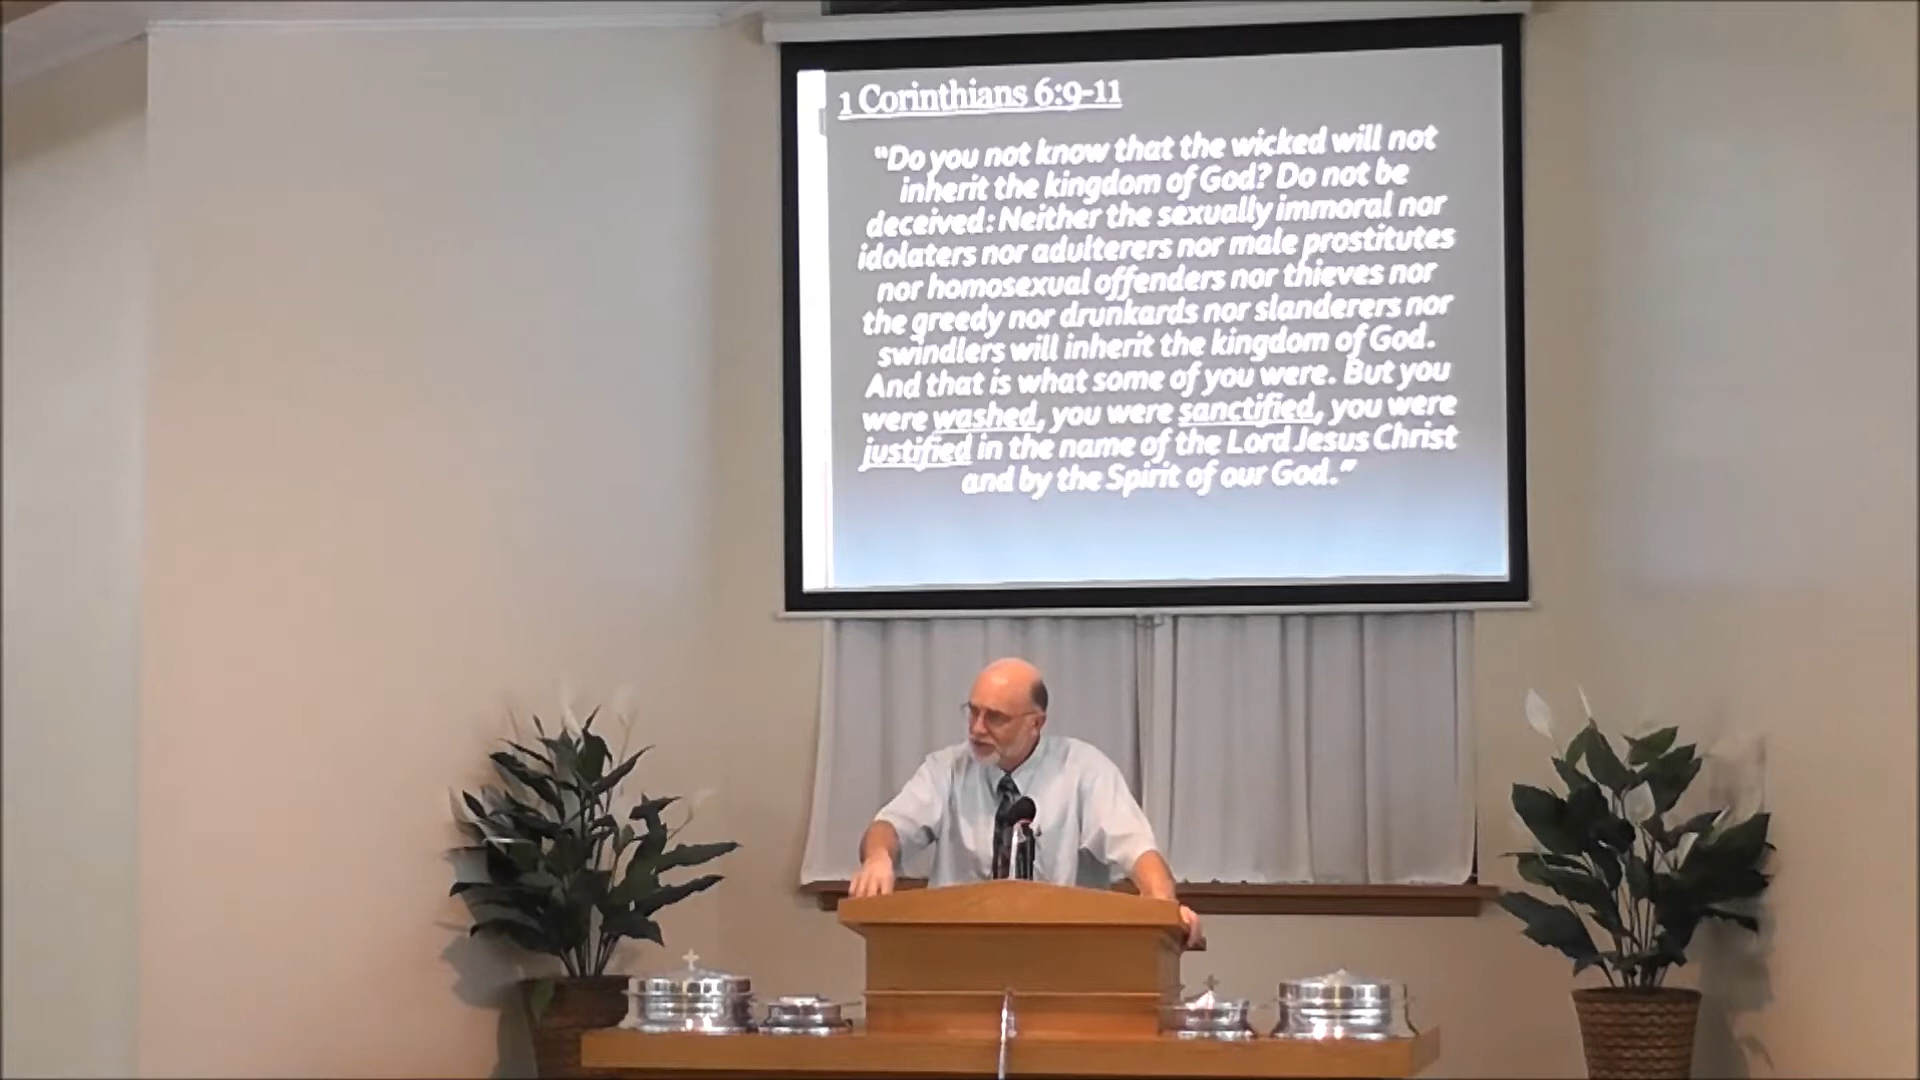 1 Corinthians 6:9-11
"Do you not know that the wicked will not
inherit the kingdom of God? Do not be
deceived: Neither the sexually immoral nor
idolaters nor adulterers nor male prostitutes
nor homosexual offenders nor thieves nor
the greedy nor drunkards nor slanderers nor
swindlers will inherit the kingdom of God.
And that is what some of you were. But you
were washed, you were sanctified, you were
justified in the name of the Lord Jesus Christ
and by the Spirit of our God."